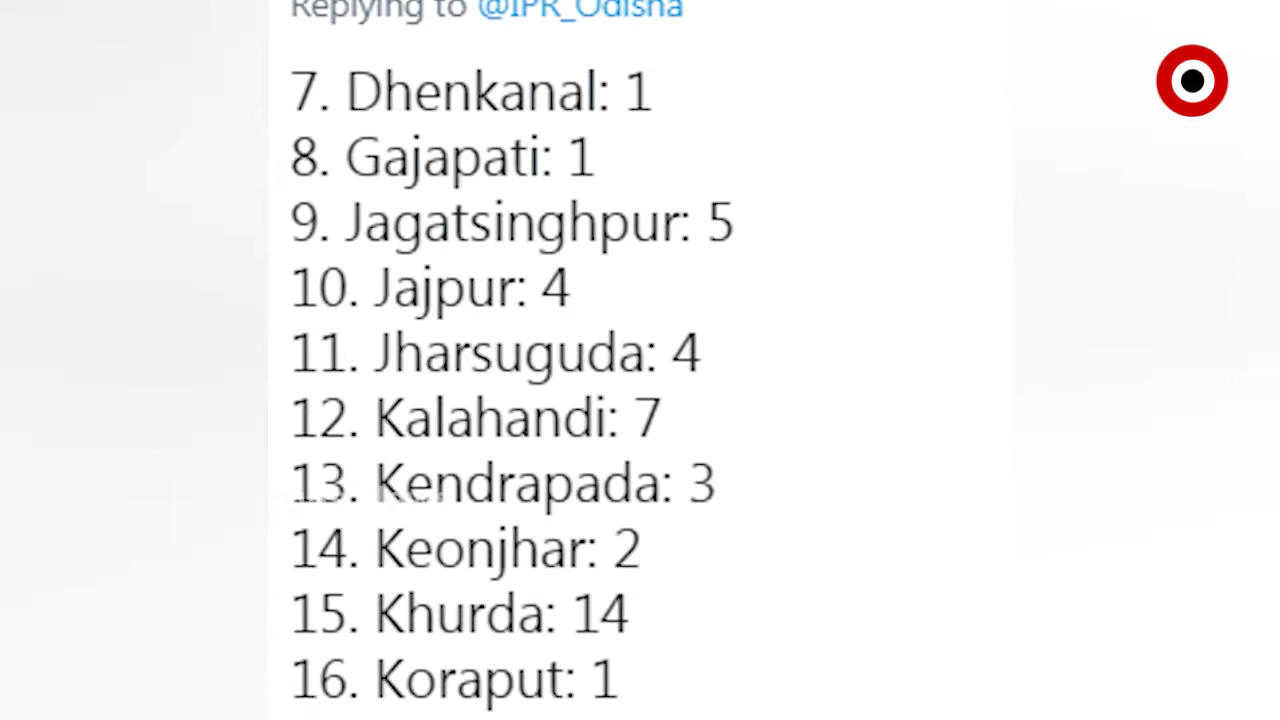 Replying to @IPR_Odisha
7. Dhenkanal: 1
8. Gajapati: 1
9. Jagatsinghpur: 5
10. Jajpur: 4
11. Jharsuguda: 4
12. Kalahandi: 7
13. Kendrapada: 3
14. Keonjhar: 2
15. Khurda: 14
16. Koraput: 1